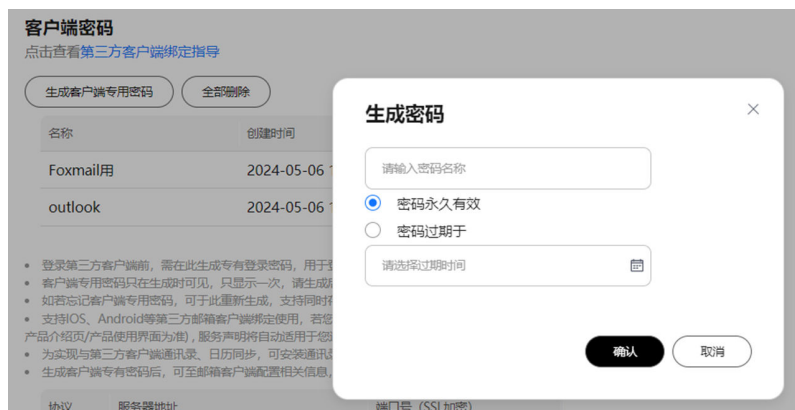 客户端密码
点击查看第三方客户端绑定指导
生成客户端专用密码 全部删除
名称 创建时间
Foxmail用 2024-05-06
outlook 2024-05-06
生成密码
请输入密码名称
密码永久有效
密码过期于
请选择过期时间
确认 取消
登录第三方客户端前，需在此生成专有登录密码，用于
客户端专用密码只在生成时可见，只显示一次，请生成
如若忘记客户端专用密码，可于此重新生成，支持同时
支持IOS、Android等第三方邮箱客户端绑定使用，若您
产品介绍页/产品使用界面为准)，服务声明将自动适用于您
为实现与第三方客户端通讯录、日历同步，可安装通讯
生成客户端专有密码后，可至邮箱客户端配置相关信息，
协议 服务器地址 端口号（SSL加密）